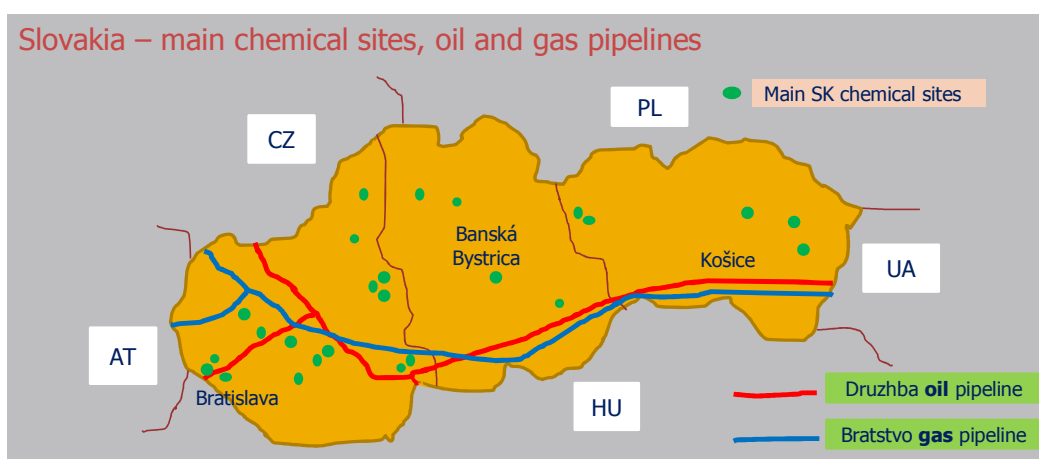 Slovakia – main chemical sites, oil and gas pipelines
Main SK chemical sites
PL
CZ
Banská
Bystrica
Košice
UA
AT
Bratislava
HU
Druzhba oil pipeline
Bratstvo gas pipeline